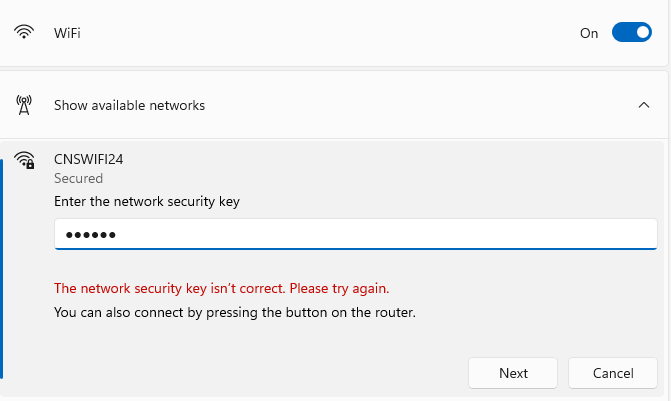 WiFi
On
Show available networks
CNSWIFI24
Secured
Enter the network security key
●●●●●●
The network security key isn’t correct. Please try again.
You can also connect by pressing the button on the router.
Next
Cancel